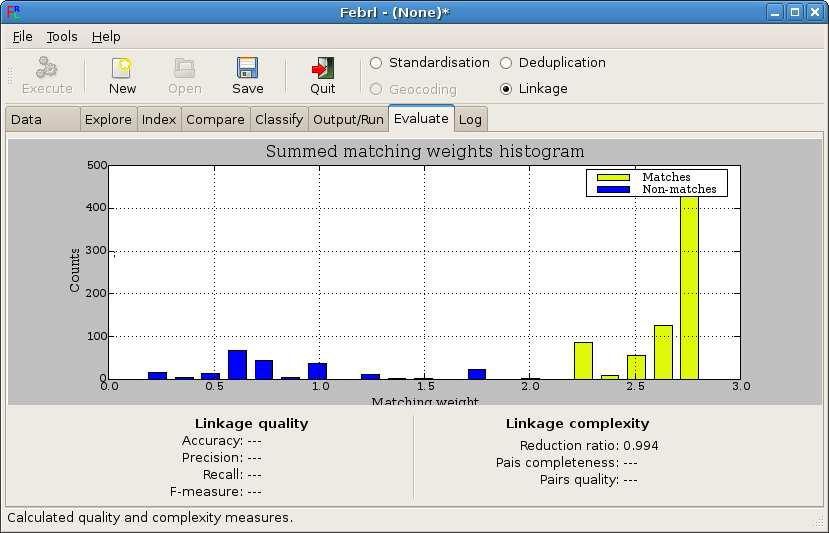 Febrl - (None)*
File Tools Help
Execute New Open Save Quit
Standardisation Deduplication
Geocoding Linkage
Data Explore Index Compare Classify Output/Run Evaluate Log
Summed matching weights histogram
Matches
Non-matches
Counts
500
400
300
200
100
0
0.0 0.5 1.0 1.5 2.0 2.5 3.0
Matching weight
Linkage quality
Accuracy: ---
Precision: ---
Recall: ---
F-measure: ---
Linkage complexity
Reduction ratio: 0.994
Pais completeness: ---
Pairs quality: ---
Calculated quality and complexity measures.